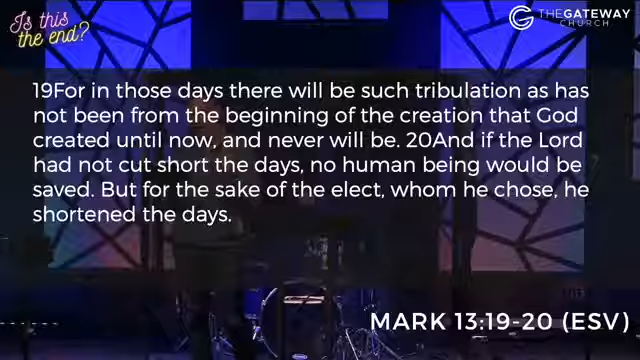 Is this
the end?
THEGATEWAY
CHURCH
19For in those days there will be such tribulation as has
not been from the beginning of the creation that God
created until now, and never will be. 20And if the Lord
had not cut short the days, no human being would be
saved. But for the sake of the elect, whom he chose, he
shortened the days.
MARK 13:19-20 (ESV)